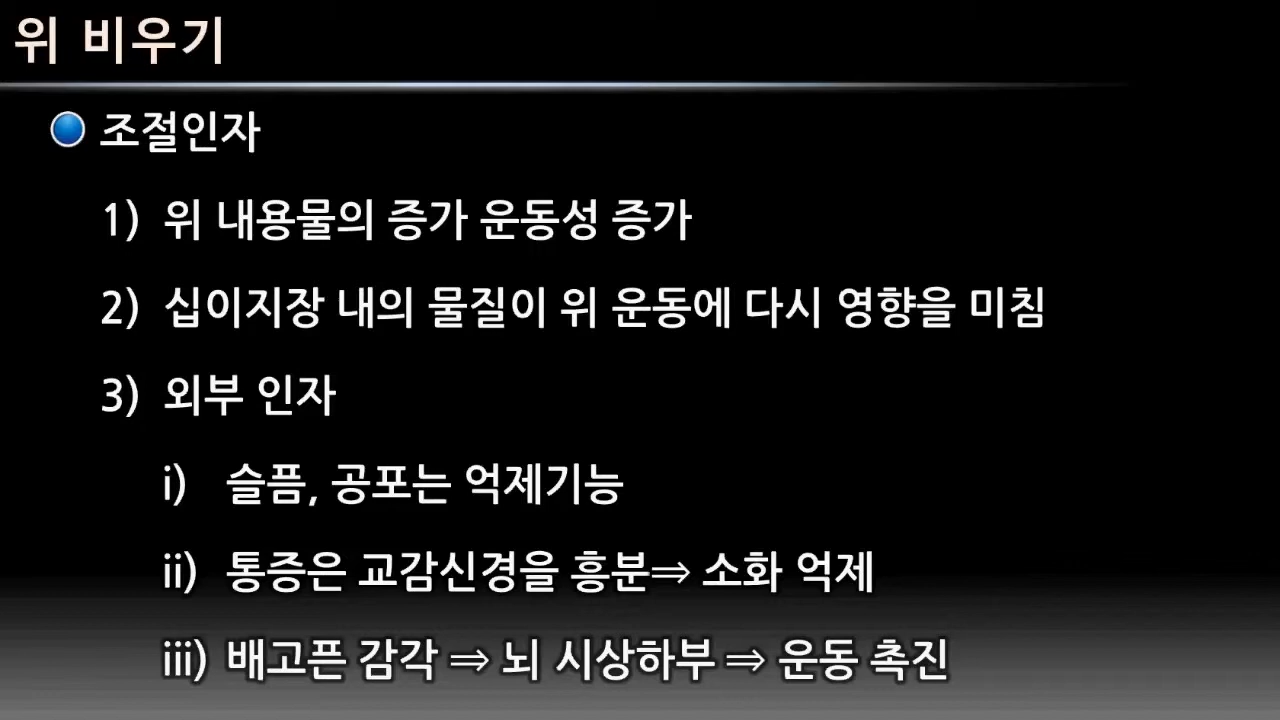 위 비우기
조절인자
1) 위 내용물의 증가 운동성 증가
2) 십이지장 내의 물질이 위 운동에 다시 영향을 미침
3) 외부 인자
i) 슬픔, 공포는 억제기능
ii) 통증은 교감신경을 흥분⇒ 소화 억제
iii) 배고픈 감각 ⇒ 뇌 시상하부 ⇒ 운동 촉진